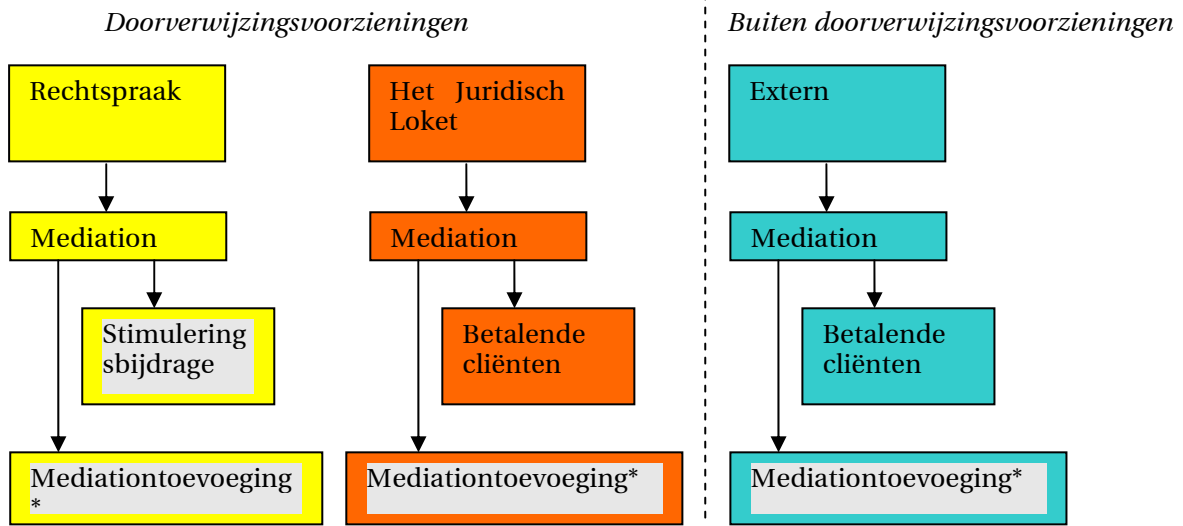 Doorverwijzingsvoorzieningen
Buiten doorverwijzingsvoorzieningen
Rechtspraak
Het Juridisch
Loket
Extern
Mediation
Mediation
Mediation
Stimulering
sbijdrage
Betalende
cliënten
Betalende
cliënten
Mediationtoevoeging
*
Mediationtoevoeging*
Mediationtoevoeging*